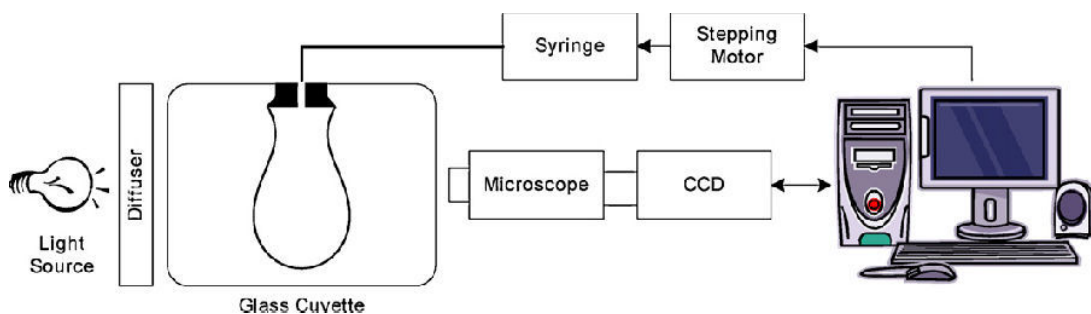 Syringe
Stepping
Motor
Diffuser
Microscope
CCD
Light
Source
Glass Cuvette